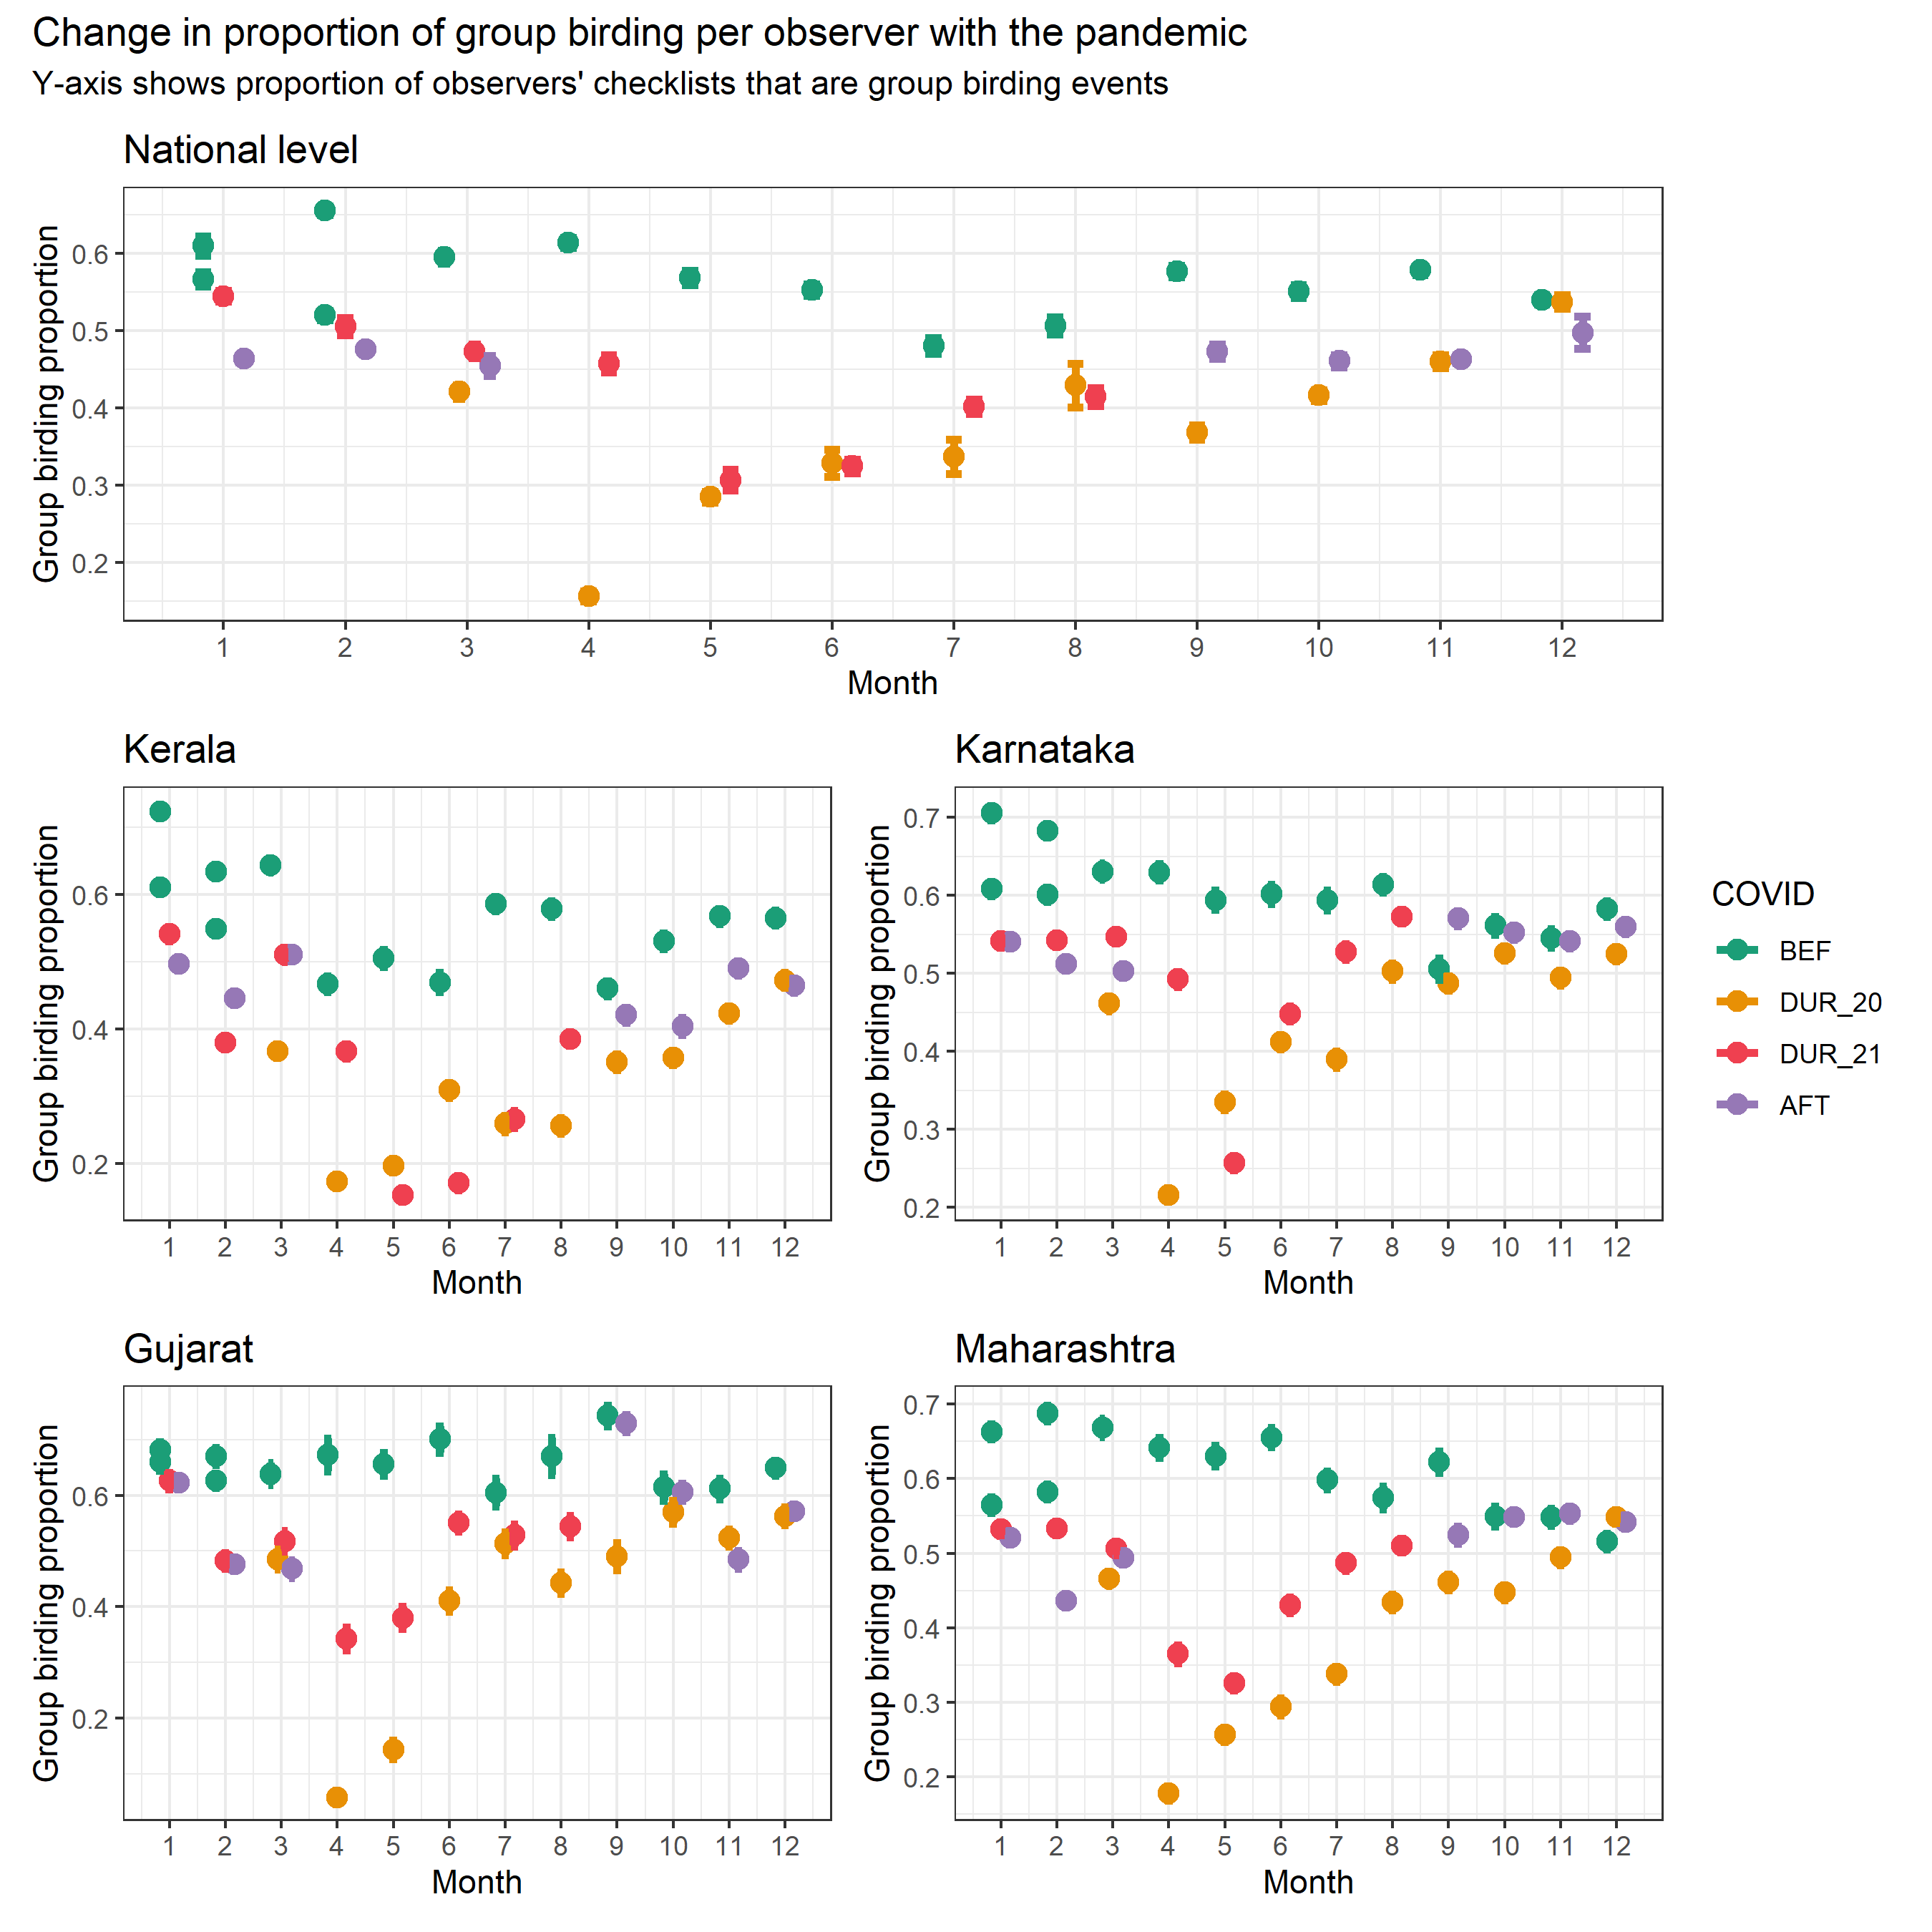 Change in proportion of group birding per observer with the pandemic
Y-axis shows proportion of observers' checklists that are group birding events
National level
Group birding proportion
0.6
0.5
0.4
0.3
0.2
1 2 3 4 5 6 7 8 9 10 11 12
Month
Kerala
Group birding proportion
0.6
0.4
0.2
1 2 3 4 5 6 7 8 9 10 11 12
Month
Karnataka
Group birding proportion
0.7
0.6
0.5
0.4
0.3
0.2
1 2 3 4 5 6 7 8 9 10 11 12
Month
COVID
BEF
DUR_20
DUR_21
AFT
Gujarat
Group birding proportion
0.6
0.4
0.2
1 2 3 4 5 6 7 8 9 10 11 12
Month
Maharashtra
Group birding proportion
0.7
0.6
0.5
0.4
0.3
0.2
1 2 3 4 5 6 7 8 9 10 11 12
Month